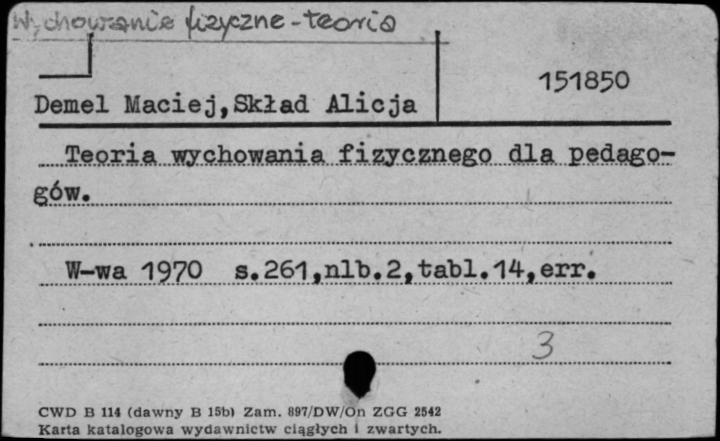 Wychowanie fizyczne - teoria
151850
Demel Maciej,Skład Alicja
Teoria wychowania fizycznego dla pedago-
gów.
W-wa 1970 s.261,nlb.2,tabl.14,err.
3
CWD B 114 (dawny B 15b) Zam. 897/DW/On ZGG 2542
Karta katalogowa wydawnictw ciągłych i zwartych.